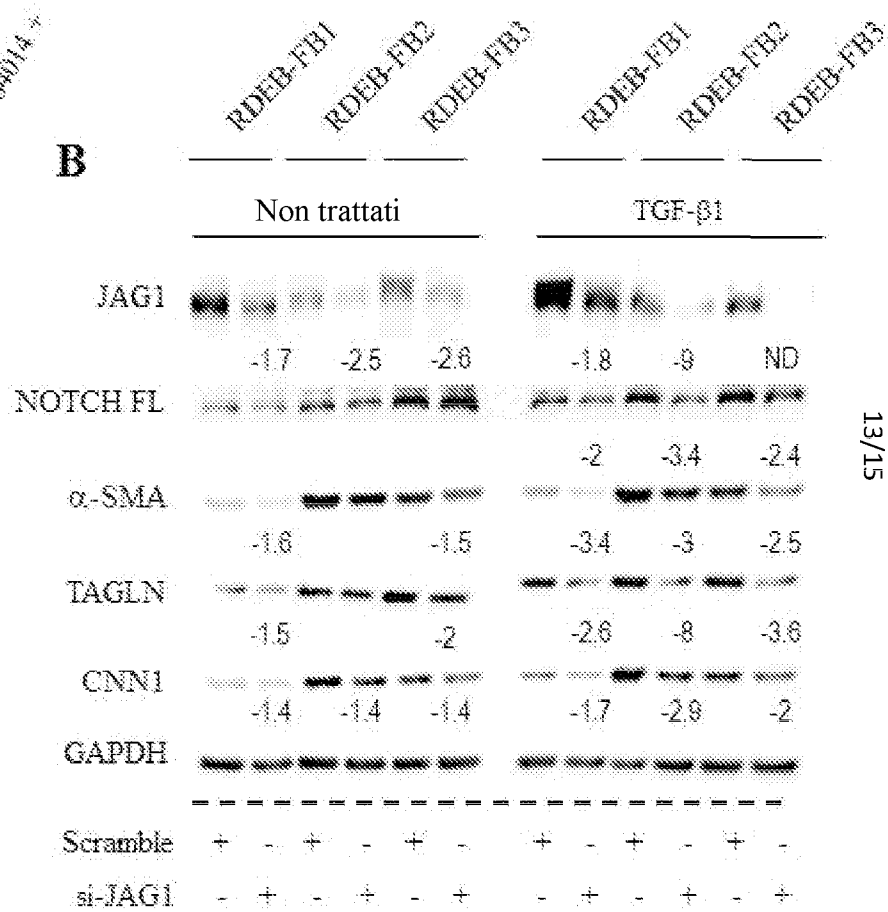 RDEB-FB1 RDEB-FB2 RDEB-FB3 RDEB-FB1 RDEB-FB2 RDEB-FB3
B
Non trattati TGF-β1
JAG1
-1.7 -2.5 -2.6 -1.8 -9 ND
NOTCH FL
-2 -3.4 -2.4
α-SMA
-1.6 -1.5 -3.4 -3 -2.5
TAGLN
-1.5 -2 -2.6 -8 -3.6
CNN1
-1.4 -1.4 -1.4 -1.7 -2.9 -2
GAPDH
Scramble + - + - + - + - + - + -
si-JAG1 - + - + - + - + - + - +
13/15